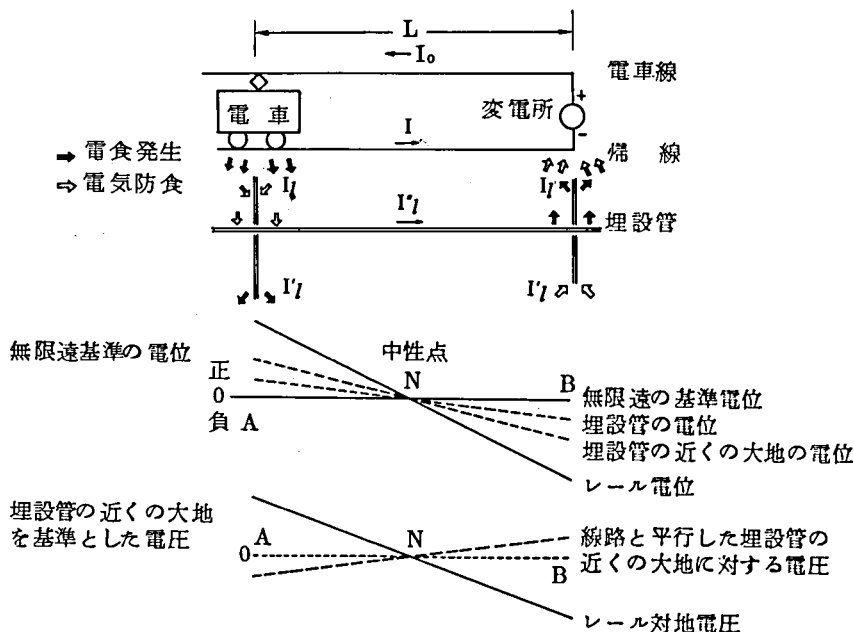 L
I₀
電車線
電車
変電所
+
−
I
帰線
➡ 電食発生
⇨ 電気防食
Il
Il
I″l
埋設管
I′l
I′l
無限遠基準の電位
正
0
負 A
中性点
N
B
無限遠の基準電位
埋設管の電位
埋設管の近くの大地の電位
レール電位
埋設管の近くの大地
を基準とした電圧
A
0
N
B
線路と平行した埋設管の
近くの大地に対する電圧
レール対地電圧